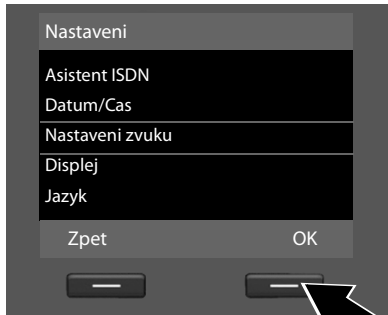 Nastaveni
Asistent ISDN
Datum/Cas
Nastaveni zvuku
Displej
Jazyk
Zpet OK